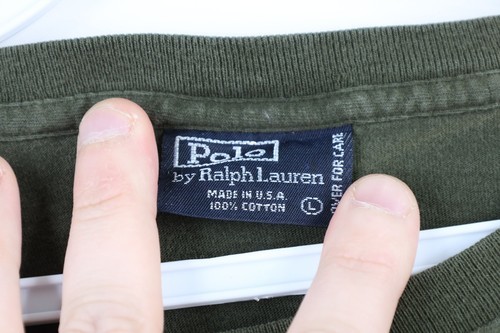 Polo
by Ralph Lauren
MADE IN U.S.A.
100% COTTON
L
OVER FOR CARE